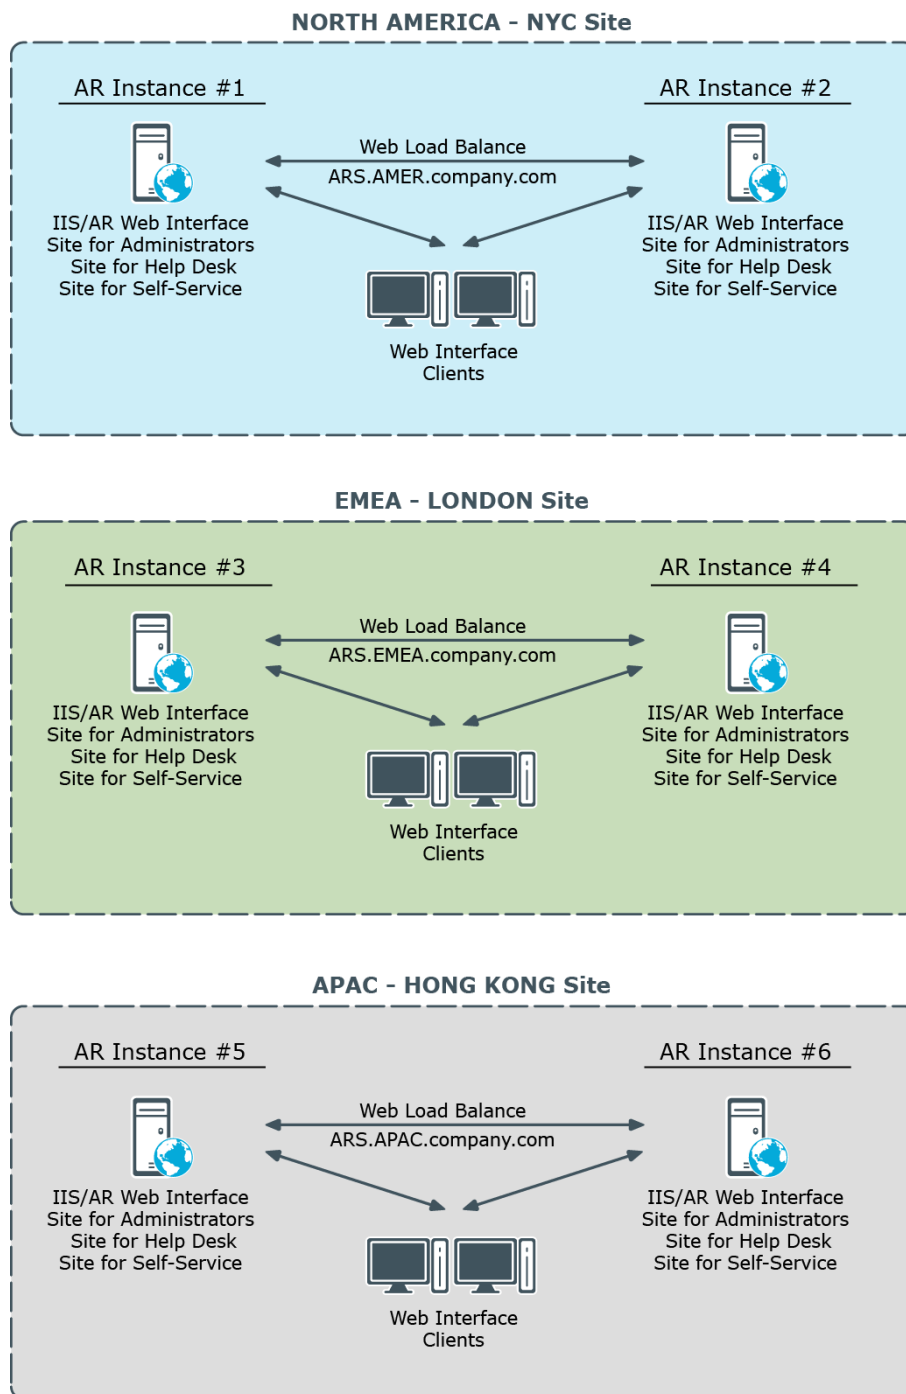 NORTH AMERICA - NYC Site
AR Instance #1
AR Instance #2
Web Load Balance
ARS.AMER.company.com
IIS/AR Web Interface
Site for Administrators
Site for Help Desk
Site for Self-Service
IIS/AR Web Interface
Site for Administrators
Site for Help Desk
Site for Self-Service
Web Interface
Clients
EMEA - LONDON Site
AR Instance #3
AR Instance #4
Web Load Balance
ARS.EMEA.company.com
IIS/AR Web Interface
Site for Administrators
Site for Help Desk
Site for Self-Service
IIS/AR Web Interface
Site for Administrators
Site for Help Desk
Site for Self-Service
Web Interface
Clients
APAC - HONG KONG Site
AR Instance #5
AR Instance #6
Web Load Balance
ARS.APAC.company.com
IIS/AR Web Interface
Site for Administrators
Site for Help Desk
Site for Self-Service
IIS/AR Web Interface
Site for Administrators
Site for Help Desk
Site for Self-Service
Web Interface
Clients